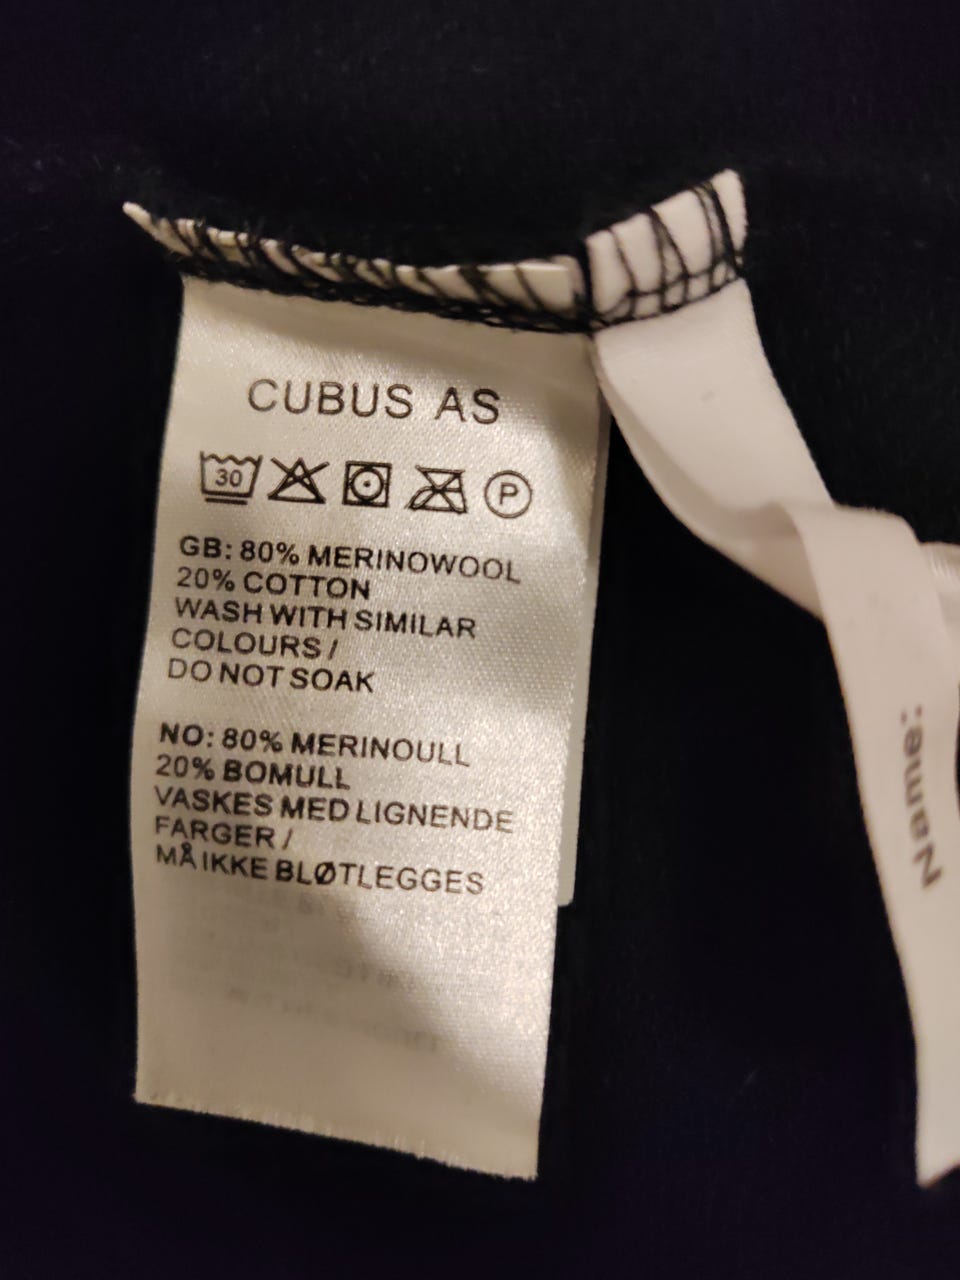 CUBUS AS
30 P
GB: 80% MERINOWOOL
20% COTTON
WASH WITH SIMILAR
COLOURS /
DO NOT SOAK
NO: 80% MERINOULL
20% BOMULL
VASKES MED LIGNENDE
FARGER /
MÅ IKKE BLØTLEGGES
Name: